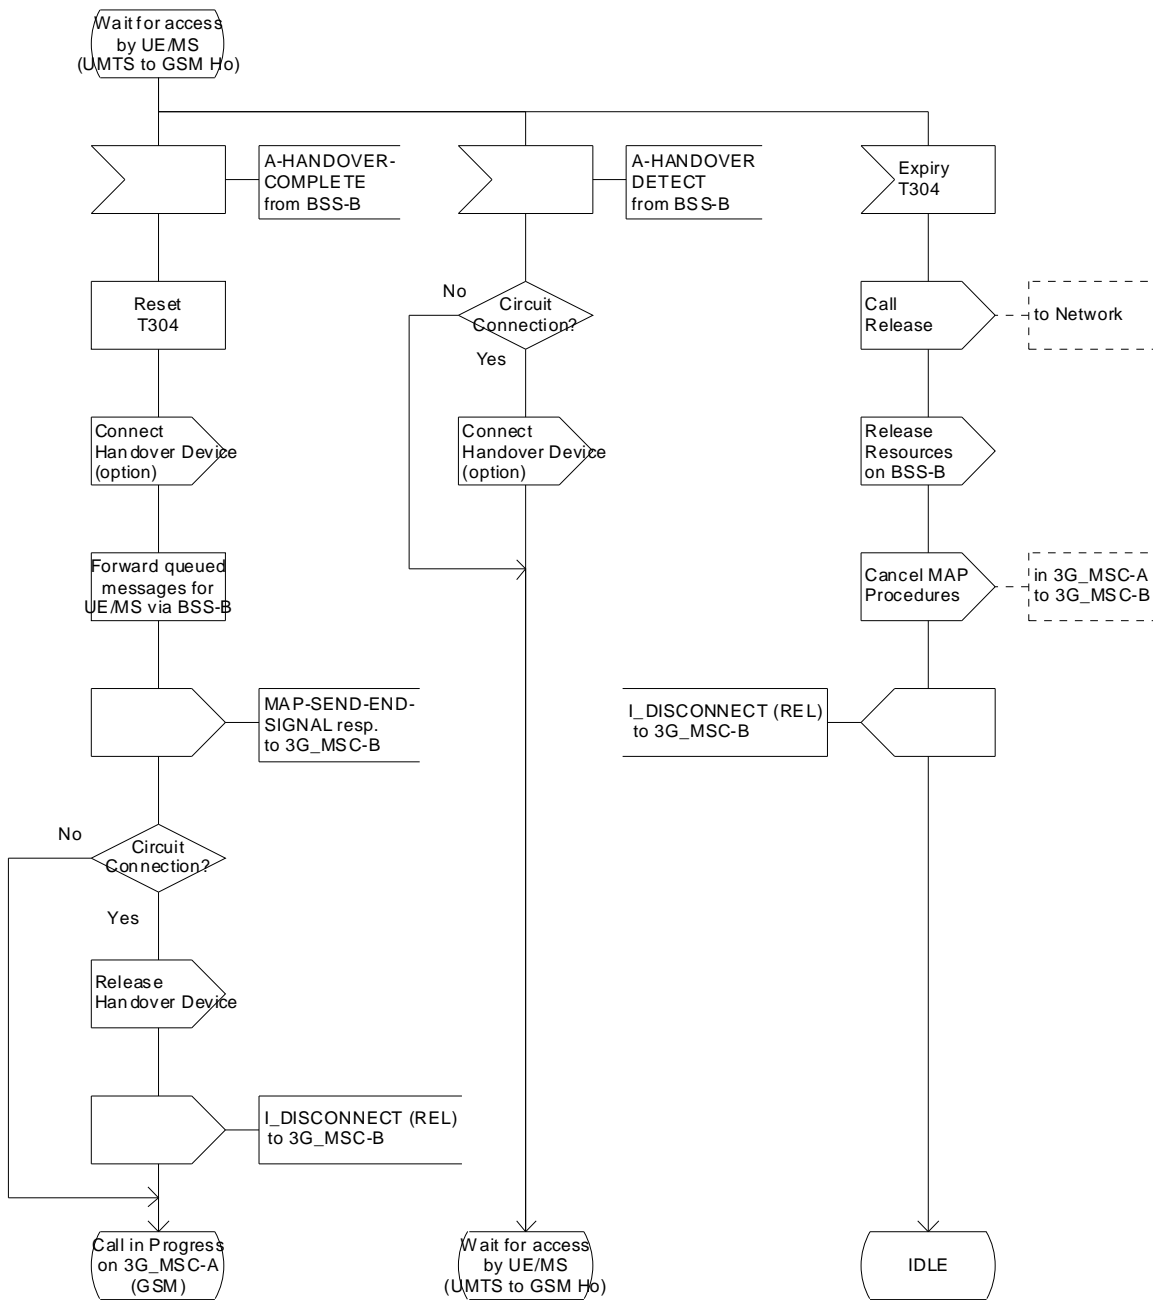 Wait for access
by UE/MS
(UMTS to GSM Ho)
A-HANDOVER-
COMPLETE
from BSS-B
A-HANDOVER
DETECT
from BSS-B
Expiry
T304
Reset
T304
No
Circuit
Connection?
Yes
Call
Release
to Network
Connect
Handover Device
(option)
Connect
Handover Device
(option)
Release
Resources
on BSS-B
Forward queued
messages for
UE/MS via BSS-B
Cancel MAP
Procedures
in 3G_MSC-A
to 3G_MSC-B
MAP-SEND-END-
SIGNAL resp.
to 3G_MSC-B
I_DISCONNECT (REL)
to 3G_MSC-B
No
Circuit
Connection?
Yes
Release
Handover Device
I_DISCONNECT (REL)
to 3G_MSC-B
Call in Progress
on 3G_MSC-A
(GSM)
Wait for access
by UE/MS
(UMTS to GSM Ho)
IDLE